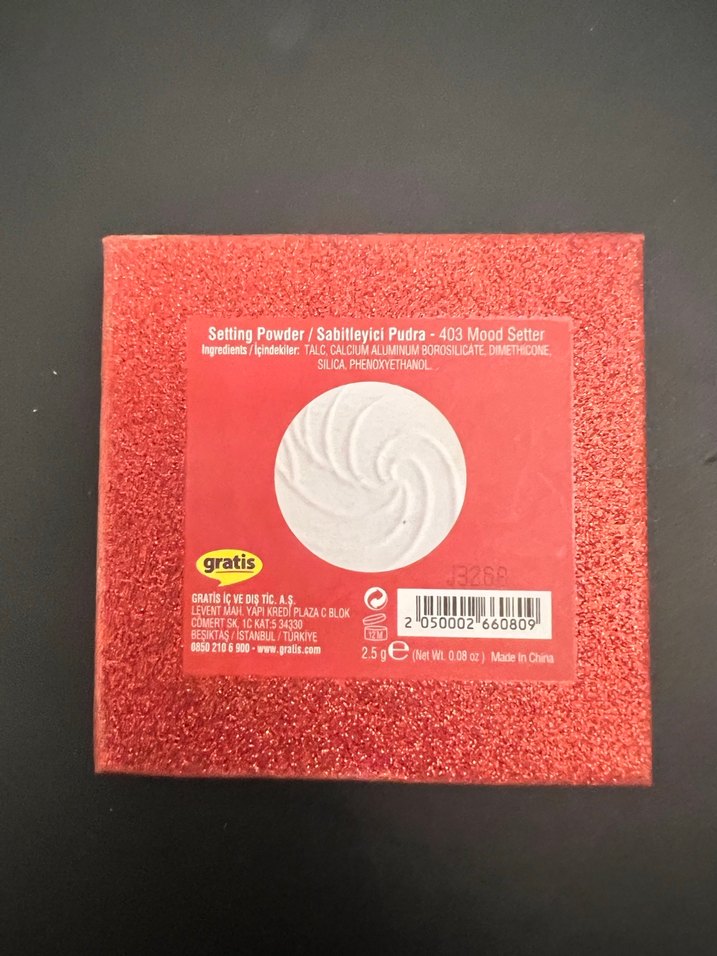 Setting Powder / Sabitleyici Pudra - 403 Mood Setter
Ingredients / İçindekiler: TALC, CALCIUM ALUMINUM BOROSILICATE, DIMETHICONE,
SILICA, PHENOXYETHANOL.
gratis
GRATİS İÇ VE DIŞ TİC. A.Ş.
LEVENT MAH. YAPI KREDİ PLAZA C BLOK
CÖMERT SK. 1C KAT:5 34330
BEŞİKTAŞ / İSTANBUL / TÜRKİYE
0850 210 6 900 - www.gratis.com
12M
2.5 g e (Net Wt. 0.08 oz ) Made In China
J3268
2 050002 660809